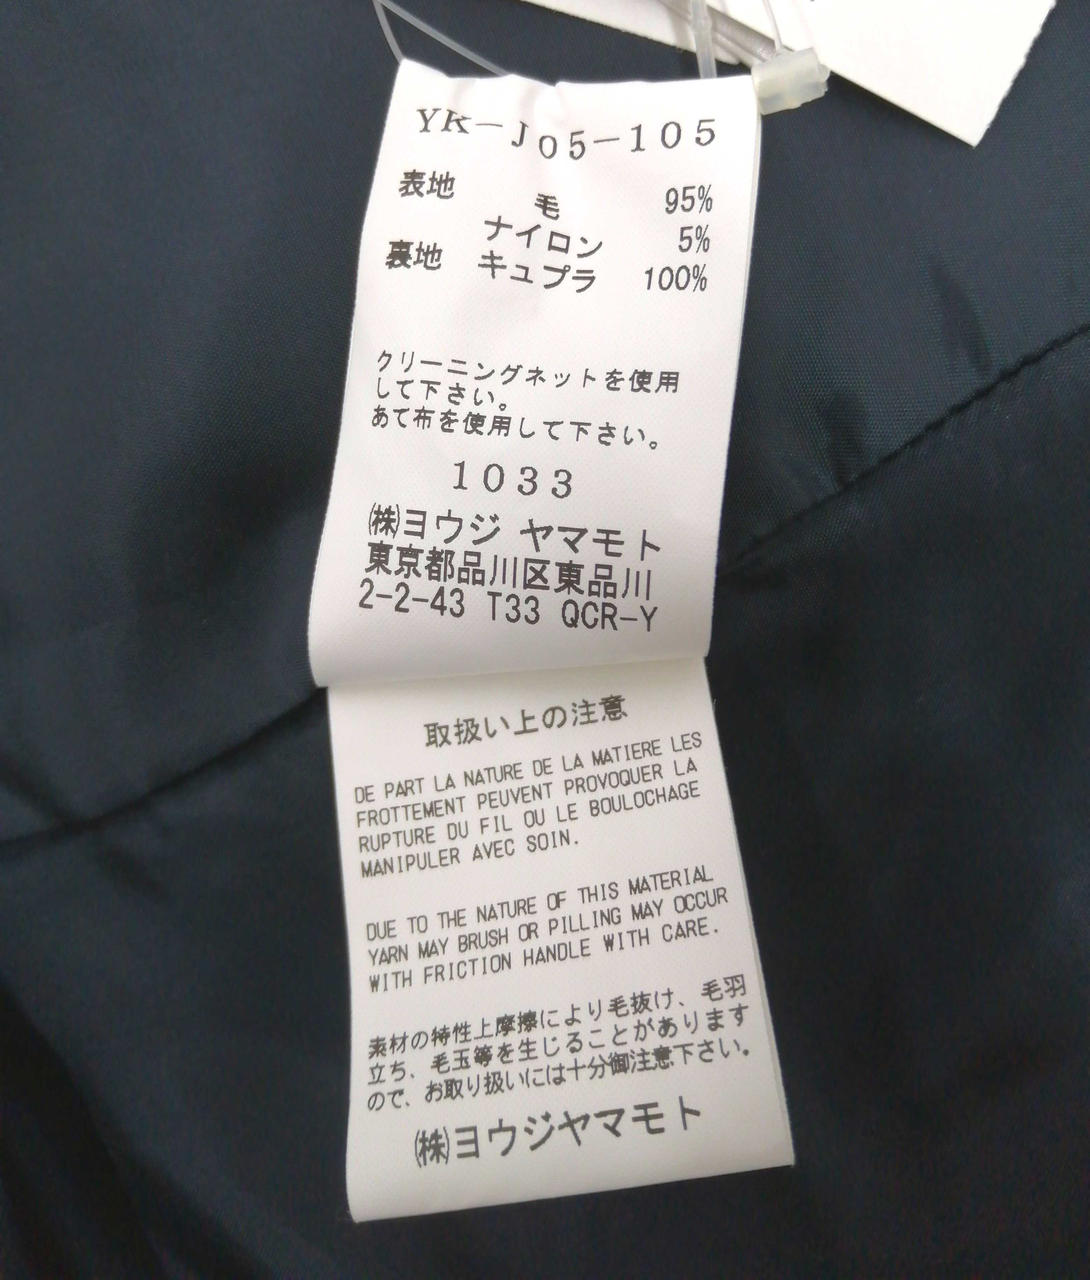 YR-J05-105
表地 毛 95%
ナイロン 5%
裏地 キュプラ 100%
クリーニングネットを使用
して下さい。
あて布を使用して下さい。
1033
㈱ヨウジ ヤマモト
東京都品川区東品川
2-2-43 T33 QCR-Y
取扱い上の注意
DE PART LA NATURE DE LA MATIERE LES
FROTTEMENT PEUVENT PROVOQUER LA
RUPTURE DU FIL OU LE BOULOCHAGE
MANIPULER AVEC SOIN.
DUE TO THE NATURE OF THIS MATERIAL
YARN MAY BRUSH OR PILLING MAY OCCUR
WITH FRICTION HANDLE WITH CARE.
素材の特性上摩擦により毛抜け、毛羽
立ち、毛玉等を生じることがあります
ので、お取り扱いには十分御注意下さい。
㈱ヨウジヤマモト